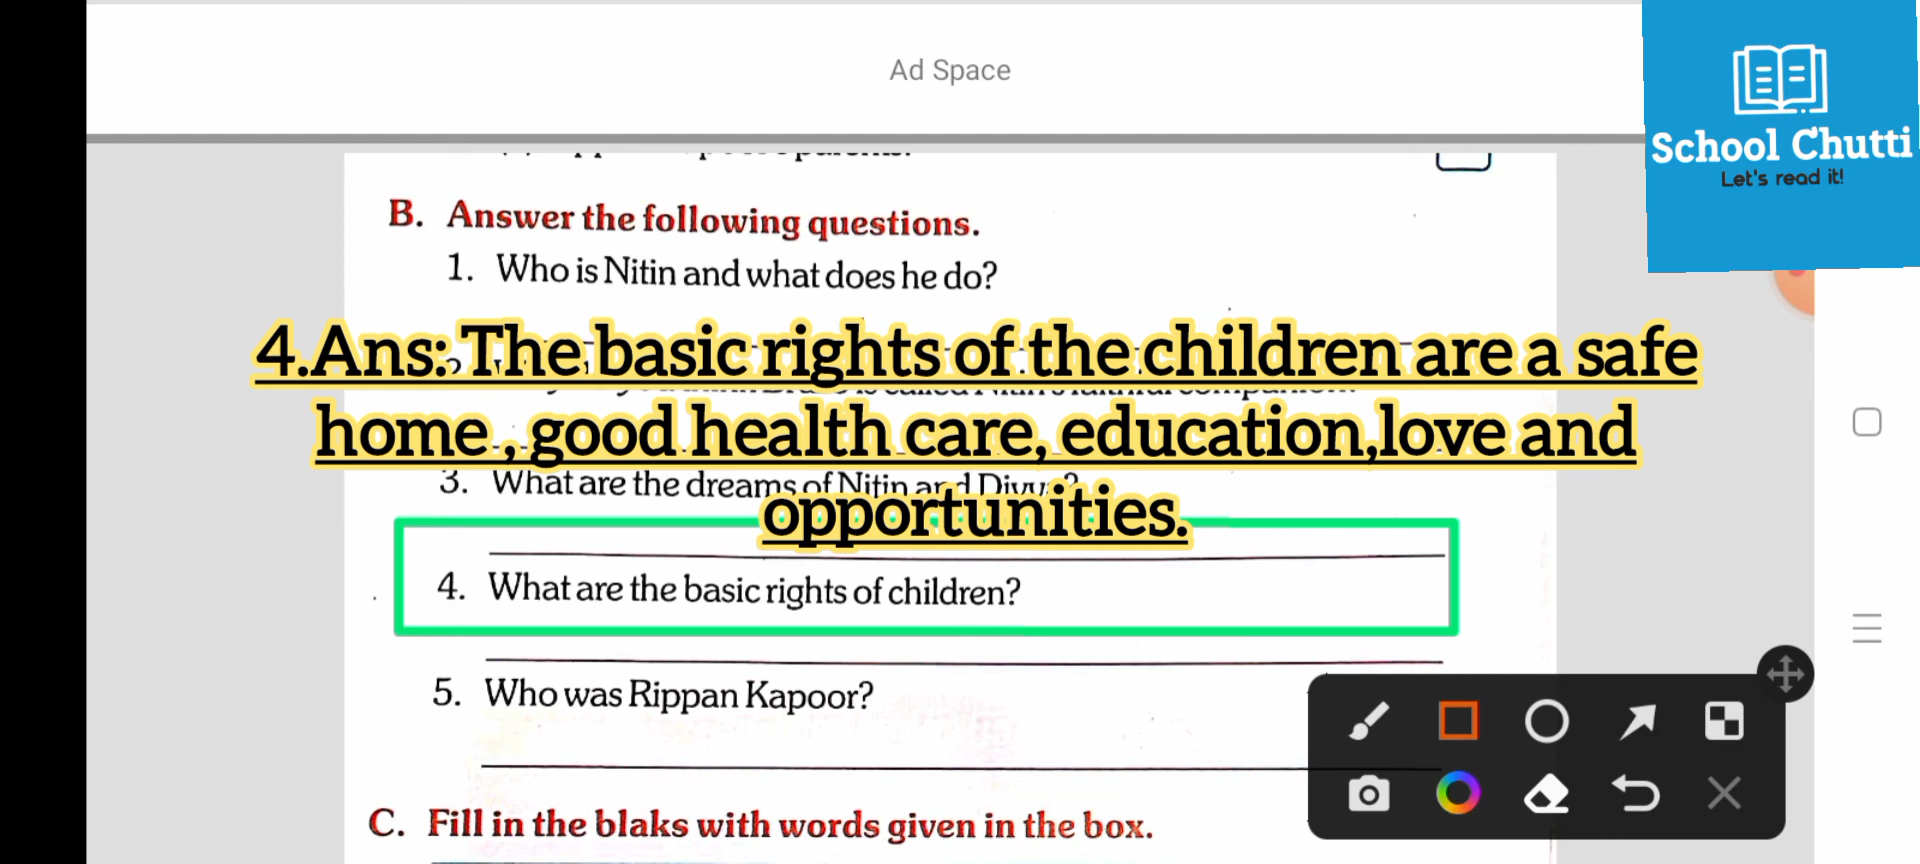 Ad Space
School Chutti
Let's read it!
B. Answer the following questions.
1. Who is Nitin and what does he do?
4.Ans: The basic rights of the children are a safe
home , good health care, education,love and
opportunities.
3. What are the dreams of Nitin and
4. What are the basic rights of children?
5. Who was Rippan Kapoor?
C. Fill in the blaks with words given in the box.